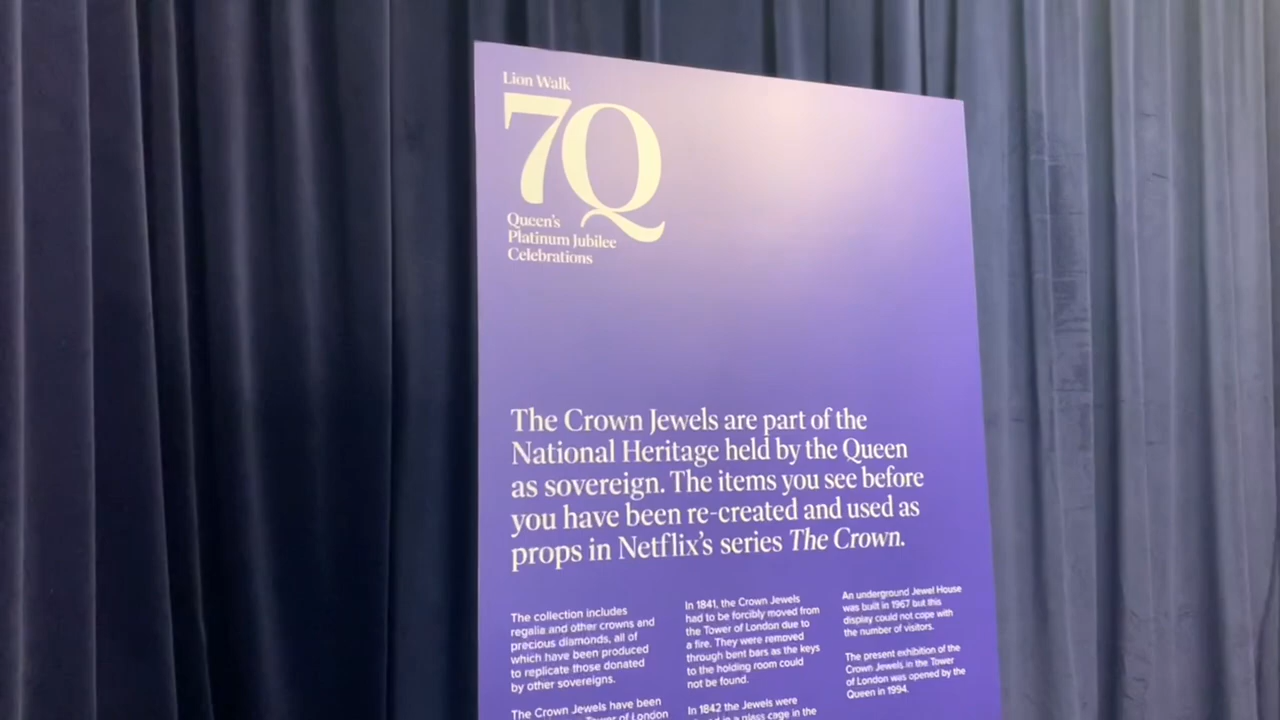 Lion Walk
7Q
Queen's
Platinum Jubilee
Celebrations
The Crown Jewels are part of the
National Heritage held by the Queen
as sovereign. The items you see before
you have been re-created and used as
props in Netflix's series The Crown.
The collection includes
regalia and other crowns and
precious diamonds, all of
which have been produced
to replicate those donated
by other sovereigns.
The Crown Jewels have been
Tower of London
In 1841, the Crown Jewels
had to be forcibly moved from
the Tower of London due to
a fire. They were removed
through bent bars as the keys
to the holding room could
not be found.
In 1842 the Jewels were
in a glass cage in the
An underground Jewel House
was built in 1967 but this
display could not cope with
the number of visitors.
The present exhibition of the
Crown Jewels in the Tower
of London was opened by the
Queen in 1994.